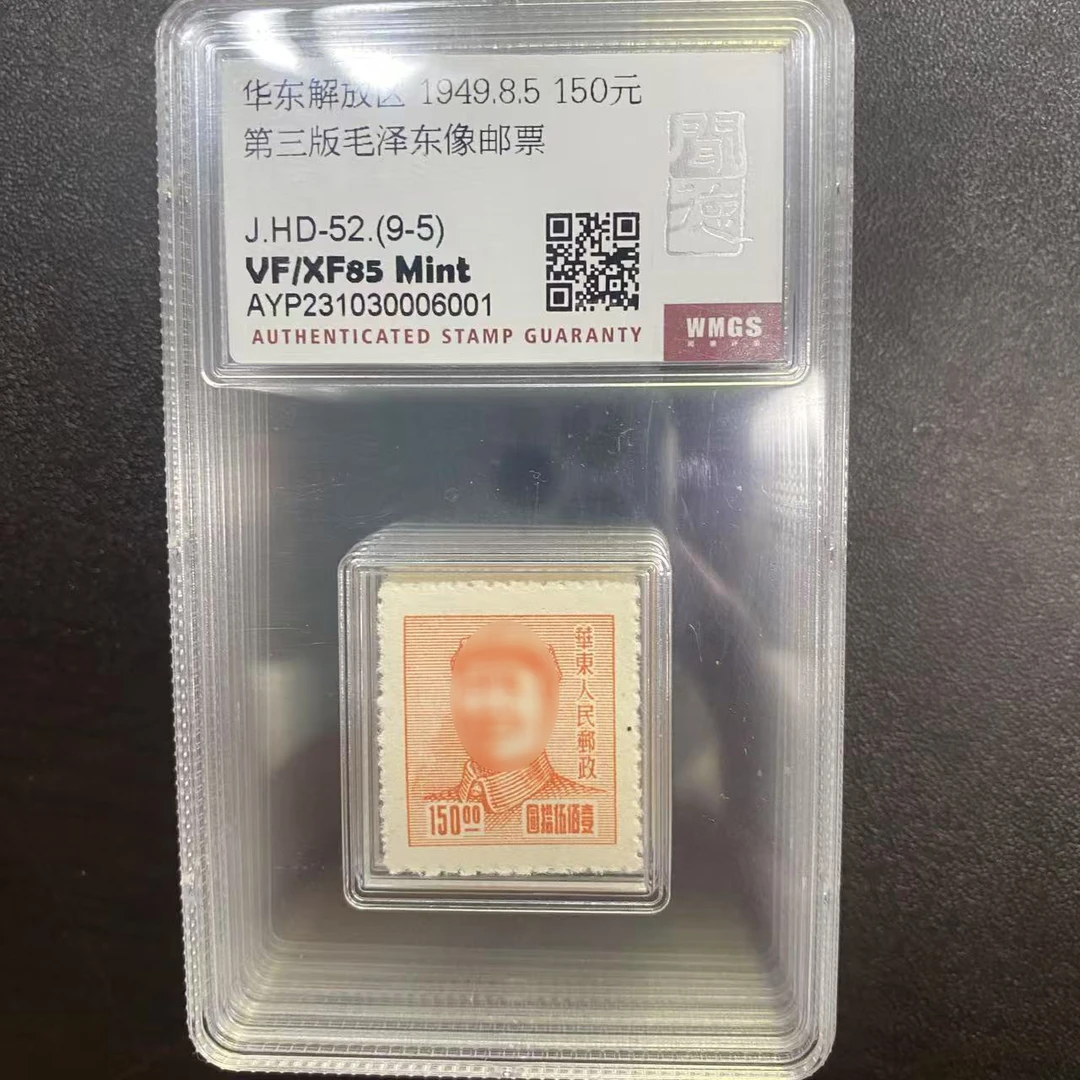 华东解放区 1949.8.5 150元
第三版毛泽东像邮票
J.HD-52.(9-5)
VF/XF85 Mint
AYP231030006001
AUTHENTICATED STAMP GUARANTY
WMGS
華東人民郵政
150.00
圓拾伍佰壹